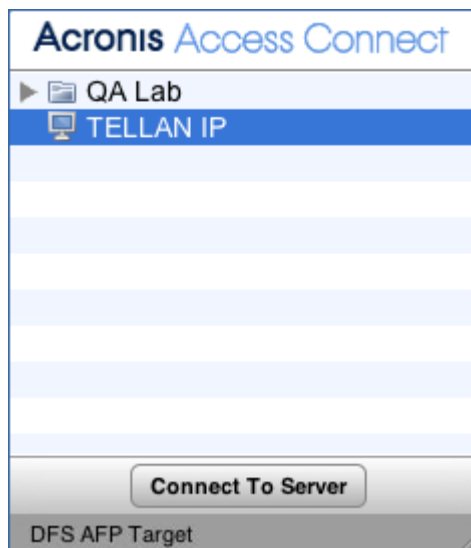 Acronis Access Connect
QA Lab
TELLAN IP
Connect To Server
DFS AFP Target